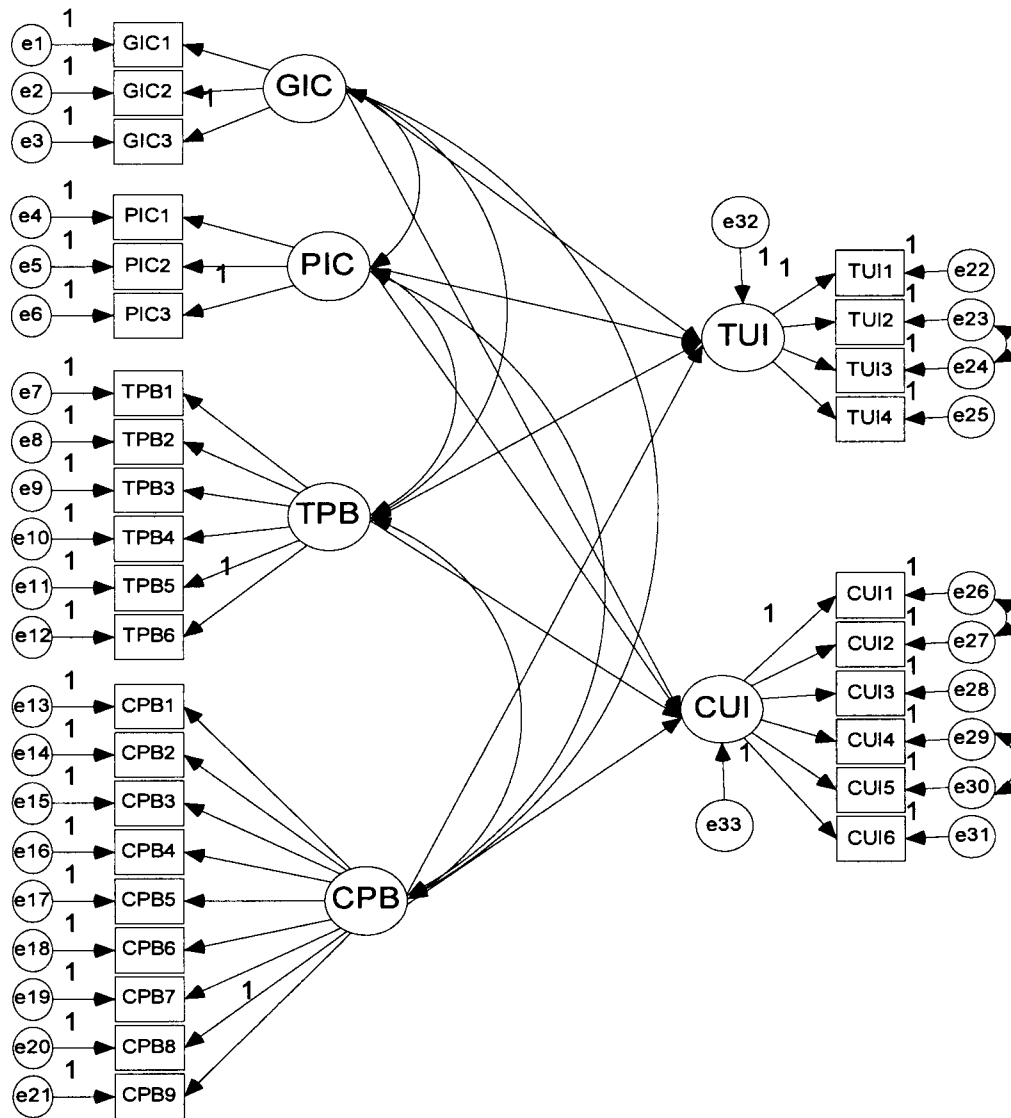 1
e1 GIC1
1
e2 GIC2 1
1
e3 GIC3
GIC
1
e4 PIC1
1
e5 PIC2 1
1
e6 PIC3
PIC
1
e7 TPB1
1
e8 TPB2
1
e9 TPB3
1
e10 TPB4
1
e11 TPB5 1
1
e12 TPB6
TPB
1
e13 CPB1
1
e14 CPB2
1
e15 CPB3
1
e16 CPB4
1
e17 CPB5
1
e18 CPB6
1
e19 CPB7
1
e20 CPB8 1
1
e21 CPB9
CPB
e32
1
TUI
1
1
TUI1 e22
1
TUI2 e23
1
TUI3 e24
1
TUI4 e25
CUI
1
1
e33
1
CUI1 e26
1
CUI2 e27
1
CUI3 e28
1
CUI4 e29
1
CUI5 e30
1
CUI6 e31